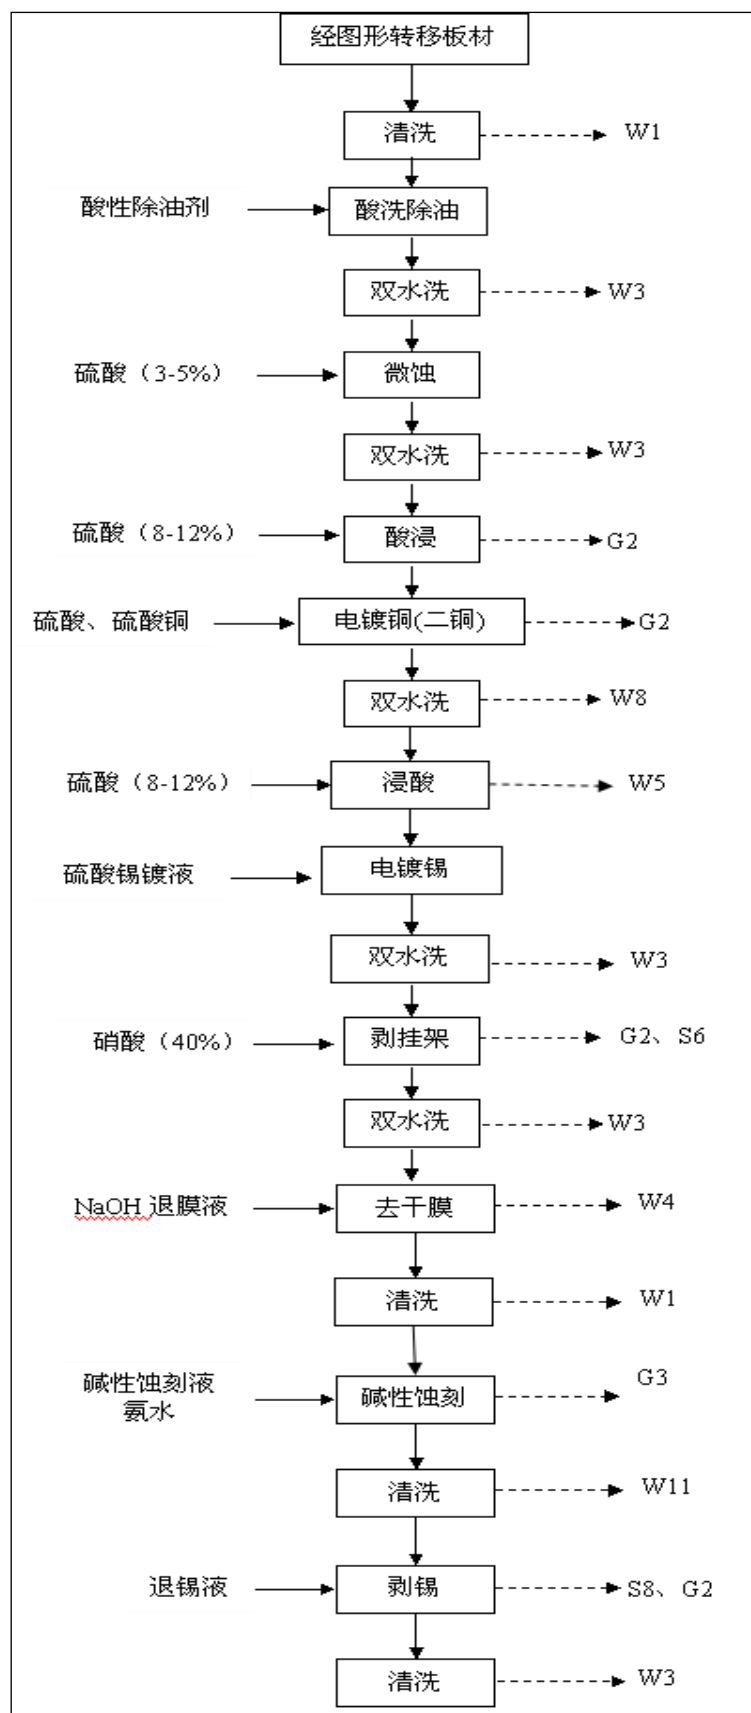 经图形转移板材
清洗
W1
酸性除油剂
酸洗除油
双水洗
W3
硫酸（3-5%）
微蚀
双水洗
W3
硫酸（8-12%）
酸浸
G2
硫酸、硫酸铜
电镀铜(二铜)
G2
双水洗
W8
硫酸（8-12%）
浸酸
W5
硫酸锡镀液
电镀锡
双水洗
W3
硝酸（40%）
剥挂架
G2、S6
双水洗
W3
NaOH 退膜液
去干膜
W4
清洗
W1
碱性蚀刻液
氨水
碱性蚀刻
G3
清洗
W11
退锡液
剥锡
S8、G2
清洗
W3